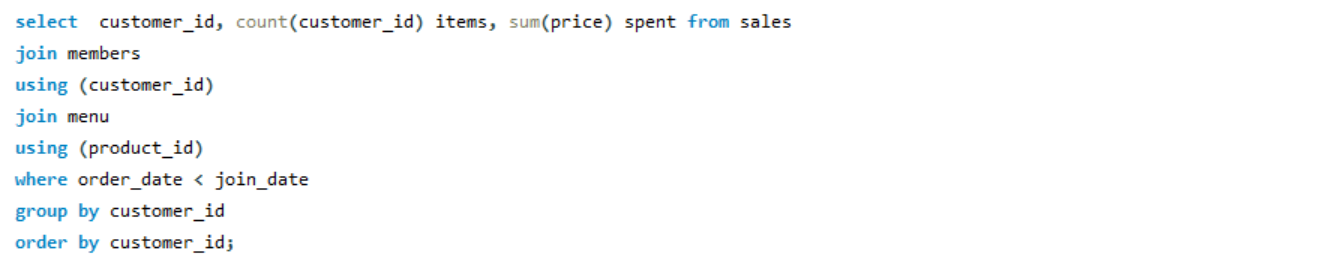 select  customer_id, count(customer_id) items, sum(price) spent from sales
join members
using (customer_id)
join menu
using (product_id)
where order_date < join_date
group by customer_id
order by customer_id;